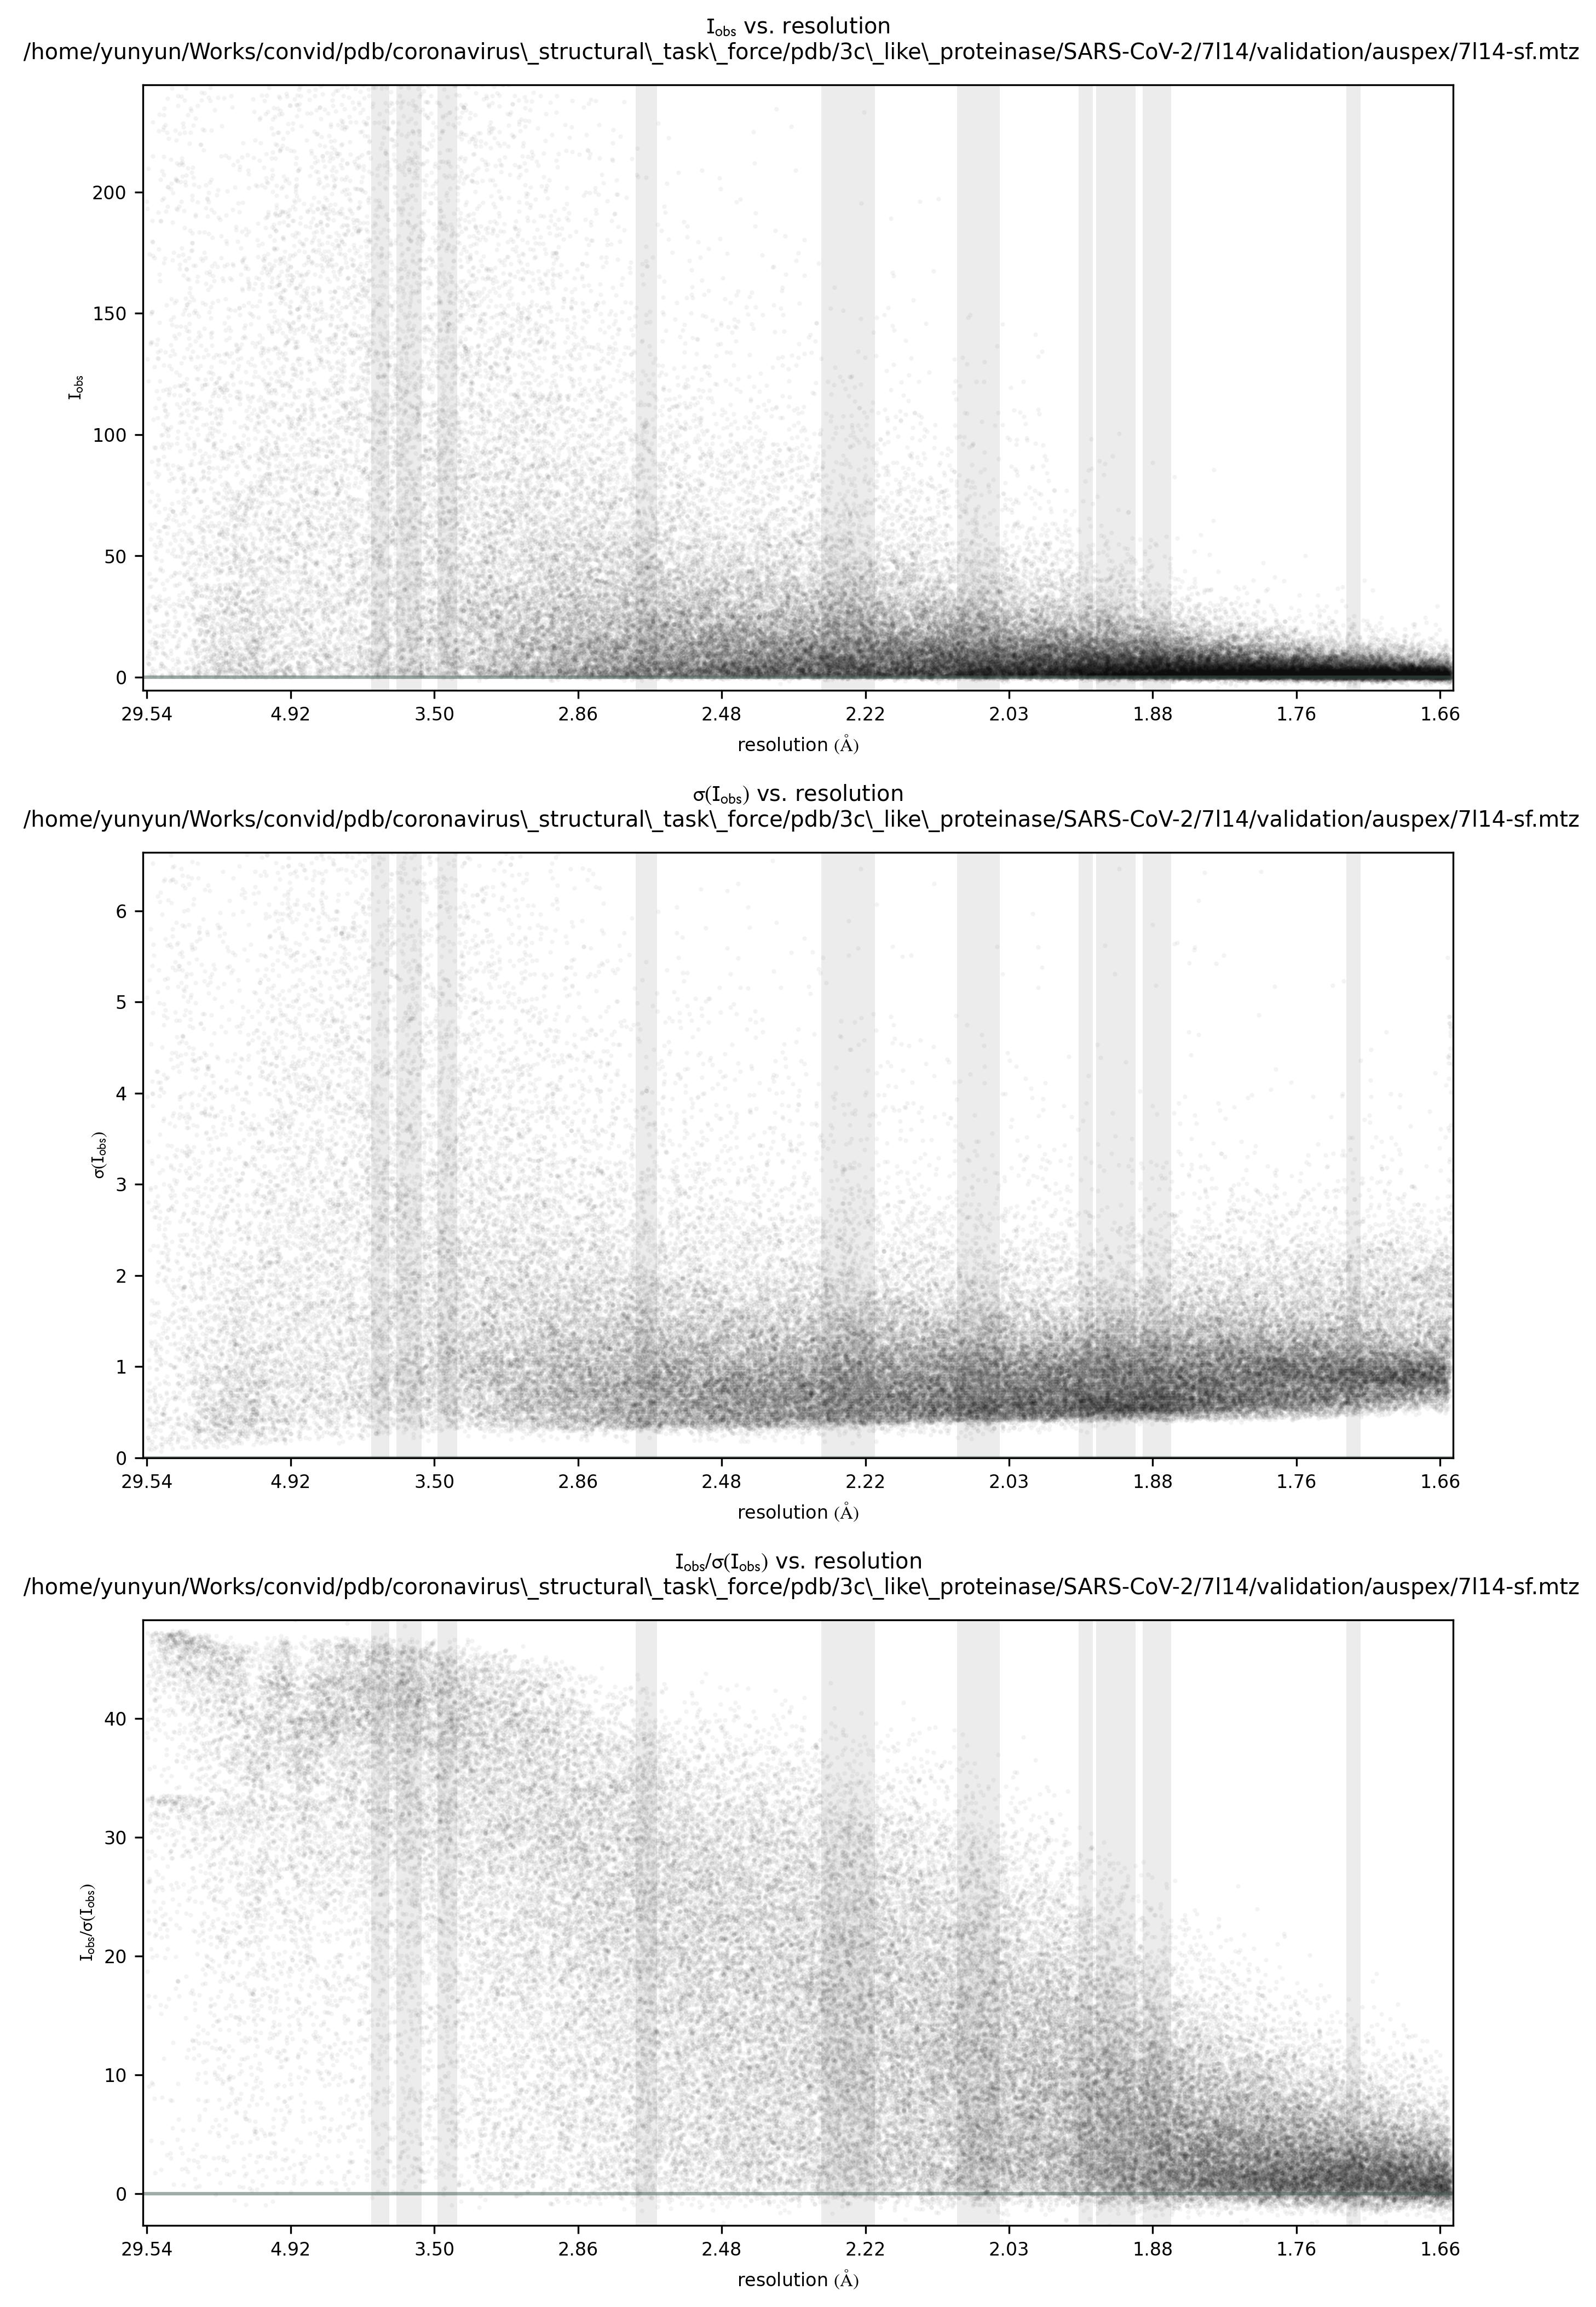 Iobs vs. resolution
/home/yunyun/Works/convid/pdb/coronavirus\_structural\_task\_force/pdb/3c\_like\_proteinase/SARS-CoV-2/7l14/validation/auspex/7l14-sf.mtz
200
150
100
50
0
Iobs
29.54 4.92 3.50 2.86 2.48 2.22 2.03 1.88 1.76 1.66
resolution (Å)
σ(Iobs) vs. resolution
/home/yunyun/Works/convid/pdb/coronavirus\_structural\_task\_force/pdb/3c\_like\_proteinase/SARS-CoV-2/7l14/validation/auspex/7l14-sf.mtz
6
5
4
3
2
1
0
σ(Iobs)
29.54 4.92 3.50 2.86 2.48 2.22 2.03 1.88 1.76 1.66
resolution (Å)
Iobs/σ(Iobs) vs. resolution
/home/yunyun/Works/convid/pdb/coronavirus\_structural\_task\_force/pdb/3c\_like\_proteinase/SARS-CoV-2/7l14/validation/auspex/7l14-sf.mtz
40
30
20
10
0
Iobs/σ(Iobs)
29.54 4.92 3.50 2.86 2.48 2.22 2.03 1.88 1.76 1.66
resolution (Å)